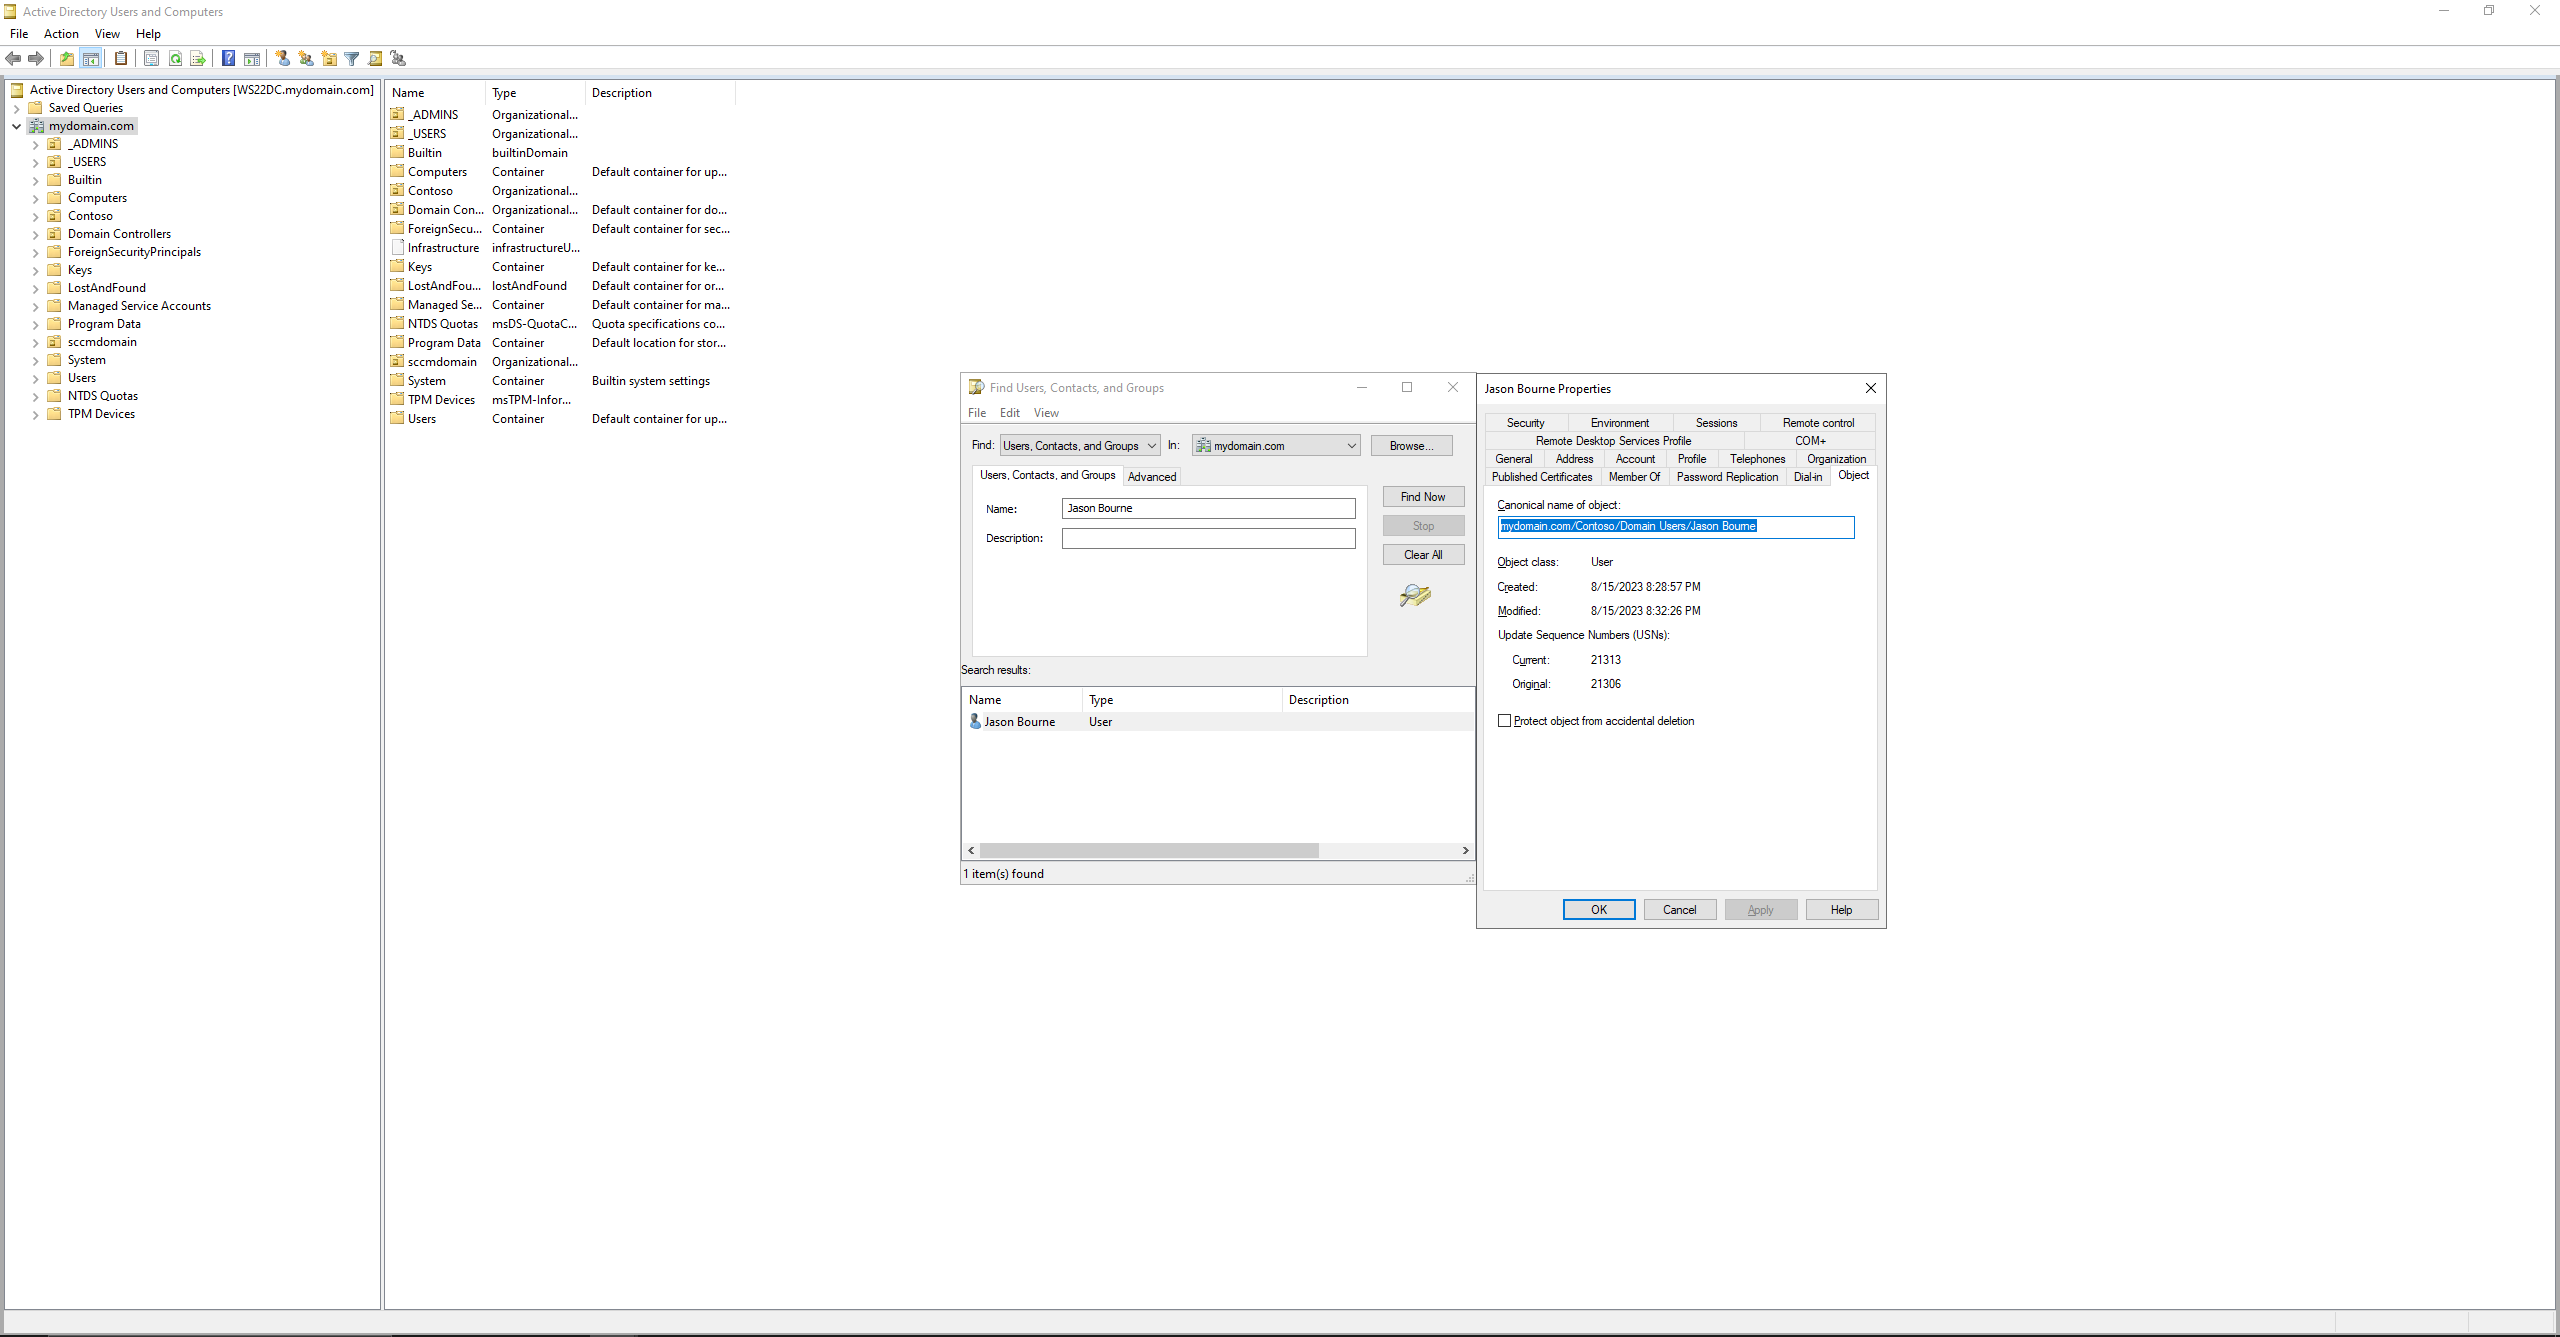 Active Directory Users and Computers
File Action View Help
Active Directory Users and Computers [WS22DC.mydomain.com]
Saved Queries
mydomain.com
_ADMINS
_USERS
Builtin
Computers
Contoso
Domain Controllers
ForeignSecurityPrincipals
Keys
LostAndFound
Managed Service Accounts
Program Data
sccmdomain
System
Users
NTDS Quotas
TPM Devices
Name Type Description
_ADMINS Organizational...
_USERS Organizational...
Builtin builtinDomain
Computers Container Default container for up...
Contoso Organizational...
Domain Con... Organizational... Default container for do...
ForeignSecu... Container Default container for sec...
Infrastructure infrastructureU...
Keys Container Default container for ke...
LostAndFou... lostAndFound Default container for or...
Managed Se... Container Default container for ma...
NTDS Quotas msDS-QuotaC... Quota specifications co...
Program Data Container Default location for stor...
sccmdomain Organizational...
System Container Builtin system settings
TPM Devices msTPM-Infor...
Users Container Default container for up...
Find Users, Contacts, and Groups
File Edit View
Find: Users, Contacts, and Groups In: mydomain.com Browse...
Users, Contacts, and Groups Advanced
Name: Jason Bourne
Description:
Find Now
Stop
Clear All
Search results:
Name Type Description
Jason Bourne User
1 item(s) found
Jason Bourne Properties
Security Environment Sessions Remote control
Remote Desktop Services Profile COM+
General Address Account Profile Telephones Organization
Published Certificates Member Of Password Replication Dial-in Object
Canonical name of object:
mydomain.com/Contoso/Domain Users/Jason Bourne
Object class: User
Created: 8/15/2023 8:28:57 PM
Modified: 8/15/2023 8:32:26 PM
Update Sequence Numbers (USNs):
Current: 21313
Original: 21306
Protect object from accidental deletion
OK Cancel Apply Help